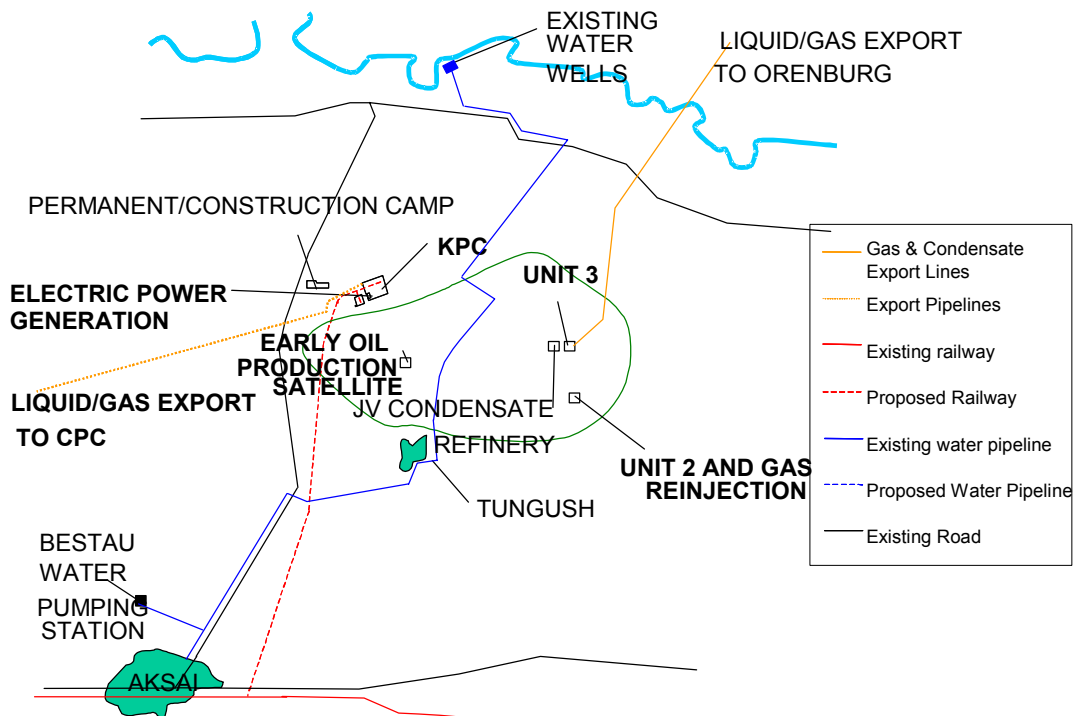 EXISTING
WATER
WELLS
LIQUID/GAS EXPORT
TO ORENBURG
PERMANENT/CONSTRUCTION CAMP
KPC
UNIT 3
ELECTRIC POWER
GENERATION
EARLY OIL
PRODUCTION
SATELLITE
LIQUID/GAS EXPORT
TO CPC
JV CONDENSATE
REFINERY
UNIT 2 AND GAS
REINJECTION
TUNGUSH
BESTAU
WATER
PUMPING
STATION
AKSAI
Gas & Condensate
Export Lines
Export Pipelines
Existing railway
Proposed Railway
Existing water pipeline
Proposed Water Pipeline
Existing Road